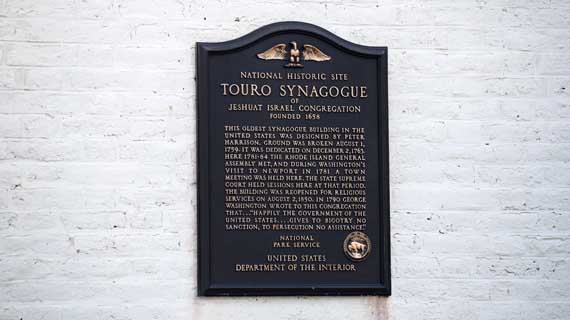 NATIONAL HISTORIC SITE
TOURO SYNAGOGUE
OF
JESHUAT ISRAEL CONGREGATION
FOUNDED 1658
THIS OLDEST SYNAGOGUE BUILDING IN THE
UNITED STATES WAS DESIGNED BY PETER
HARRISON. GROUND WAS BROKEN AUGUST 1,
1759. IT WAS DEDICATED ON DECEMBER 2, 1763.
HERE 1781-84 THE RHODE ISLAND GENERAL
ASSEMBLY MET, AND DURING WASHINGTON'S
VISIT TO NEWPORT IN 1781 A TOWN
MEETING WAS HELD HERE. THE STATE SUPREME
COURT HELD SESSIONS HERE AT THAT PERIOD.
THE BUILDING WAS REOPENED FOR RELIGIOUS
SERVICES ON AUGUST 2, 1850. IN 1790 GEORGE
WASHINGTON WROTE TO THIS CONGREGATION
THAT..."HAPPILY THE GOVERNMENT OF THE
UNITED STATES....GIVES TO BIGOTRY NO
SANCTION, TO PERSECUTION NO ASSISTANCE."
NATIONAL
PARK SERVICE
UNITED STATES
DEPARTMENT OF THE INTERIOR